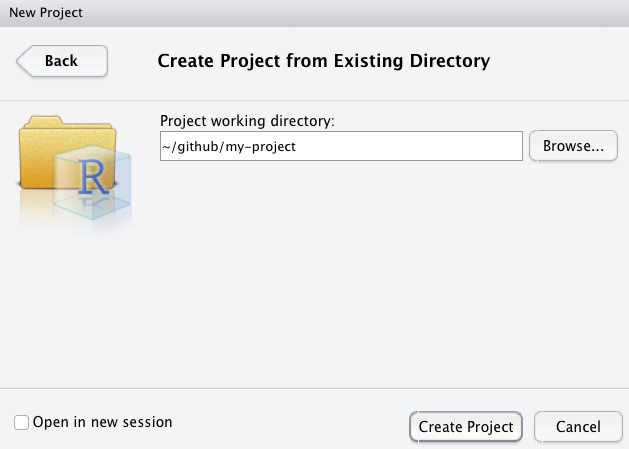 New Project
Back
Create Project from Existing Directory
Project working directory:
~/github/my-project
Browse...
R
Open in new session
Create Project
Cancel